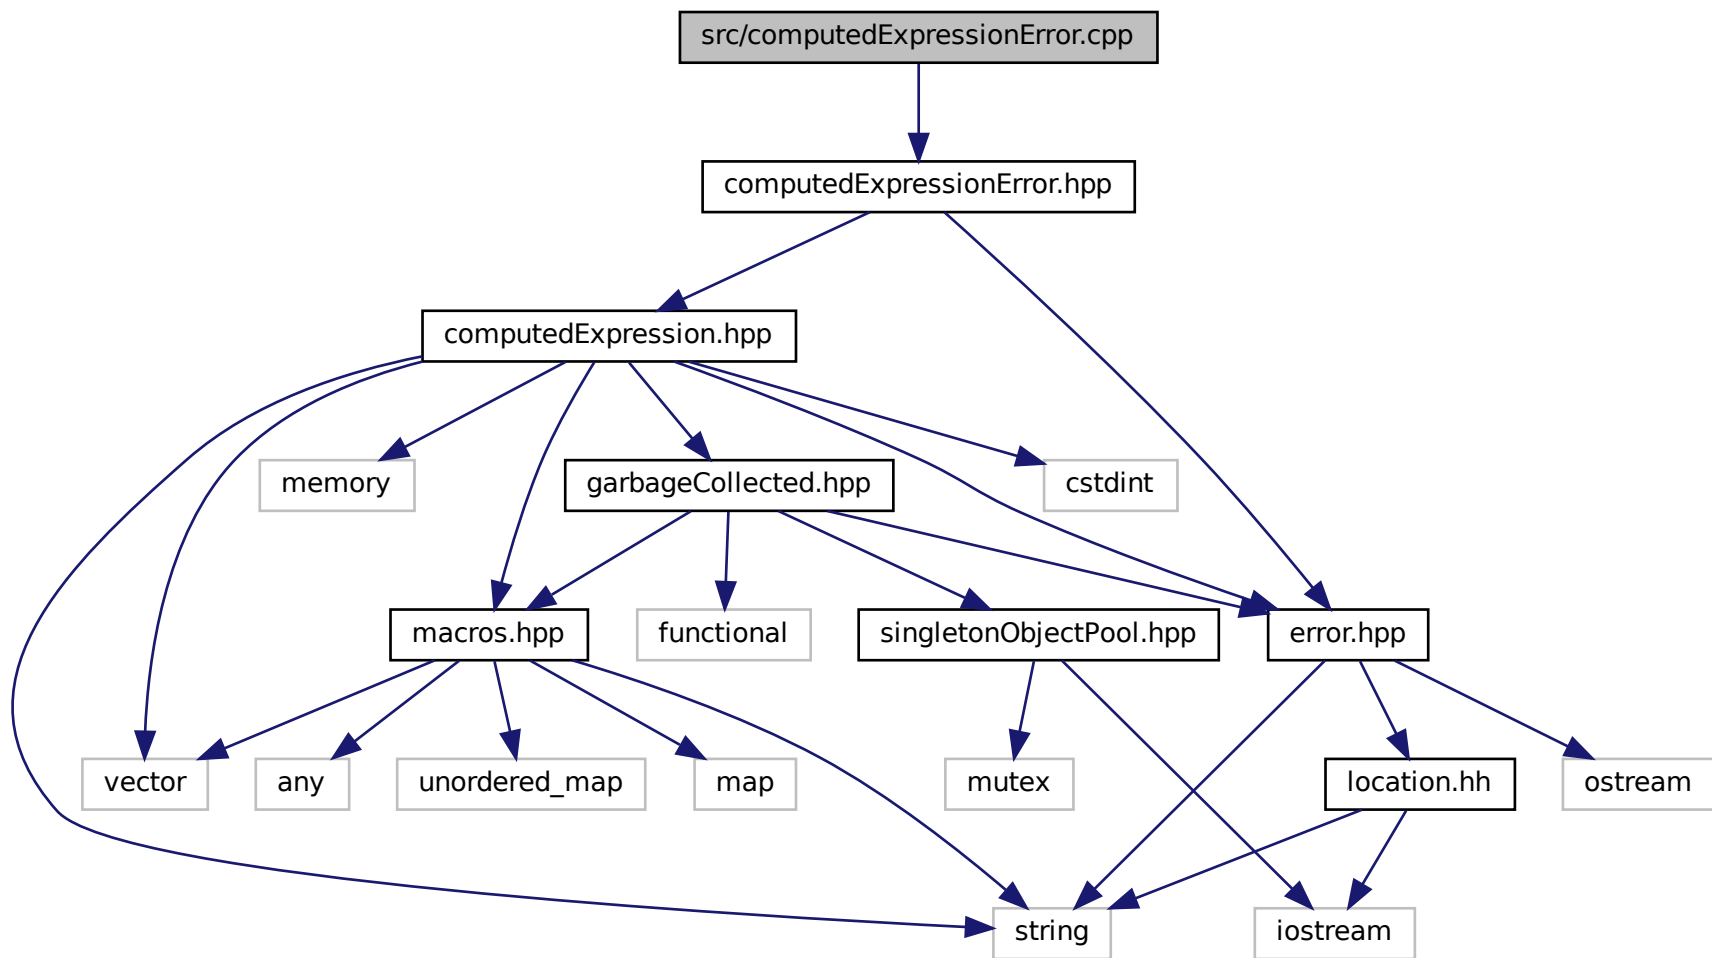 src/computedExpressionError.cpp
computedExpressionError.hpp
computedExpression.hpp
memory
garbageCollected.hpp
cstdint
macros.hpp
functional
singletonObjectPool.hpp
error.hpp
vector
any
unordered_map
map
mutex
location.hh
ostream
string
iostream